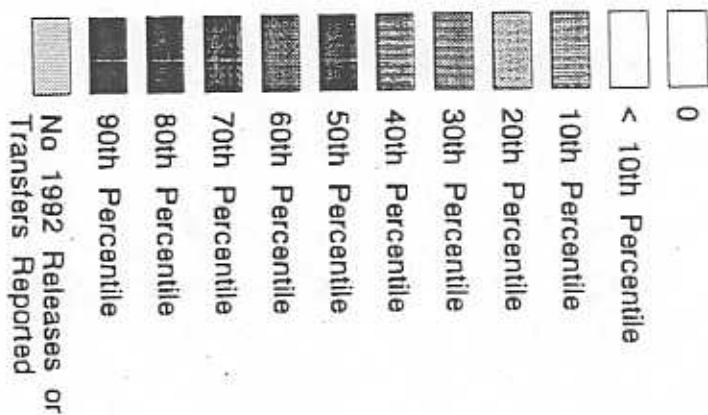 0
< 10th Percentile
10th Percentile
20th Percentile
30th Percentile
40th Percentile
50th Percentile
60th Percentile
70th Percentile
80th Percentile
90th Percentile
No 1992 Releases or
Transfers Reported